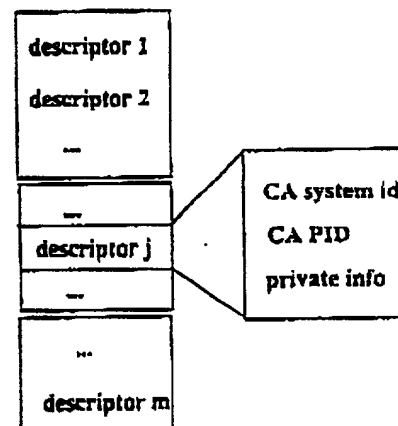 descriptor 1
descriptor 2
...
...
descriptor j
...
CA system id
CA PID
private info
...
descriptor m